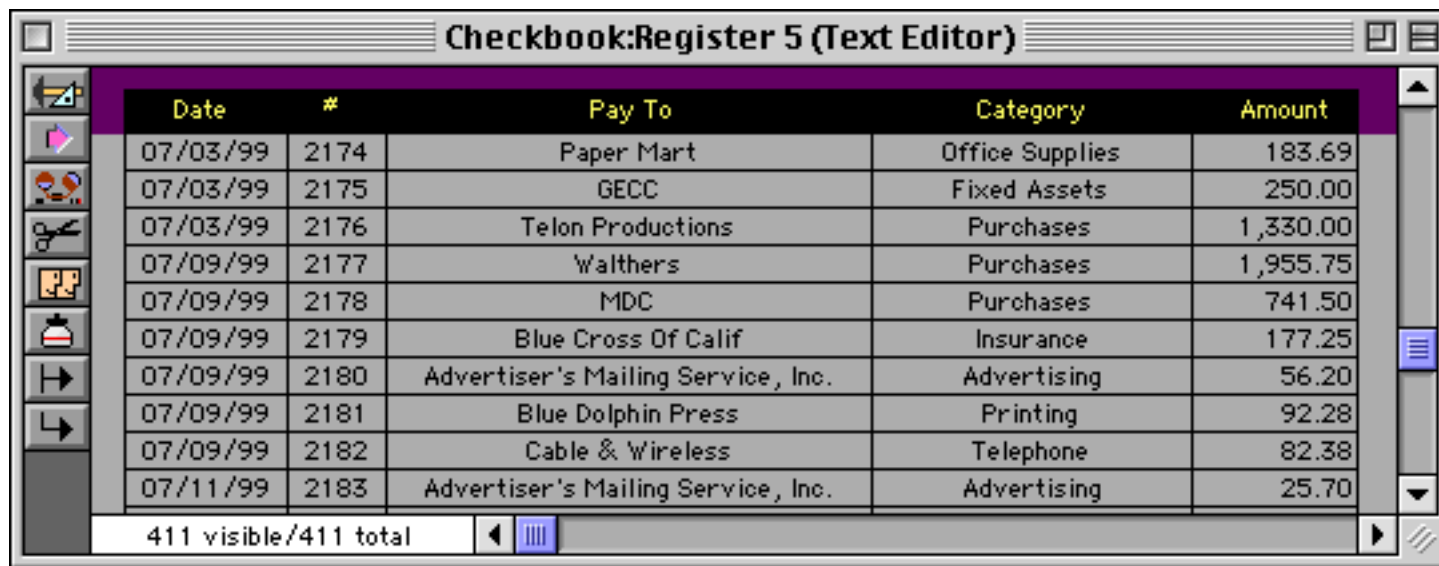 Checkbook:Register 5 (Text Editor)
Date # Pay To Category Amount
07/03/99 2174 Paper Mart Office Supplies 183.69
07/03/99 2175 GECC Fixed Assets 250.00
07/03/99 2176 Telon Productions Purchases 1,330.00
07/09/99 2177 Walthers Purchases 1,955.75
07/09/99 2178 MDC Purchases 741.50
07/09/99 2179 Blue Cross Of Calif Insurance 177.25
07/09/99 2180 Advertiser's Mailing Service, Inc. Advertising 56.20
07/09/99 2181 Blue Dolphin Press Printing 92.28
07/09/99 2182 Cable & Wireless Telephone 82.38
07/11/99 2183 Advertiser's Mailing Service, Inc. Advertising 25.70
411 visible/411 total